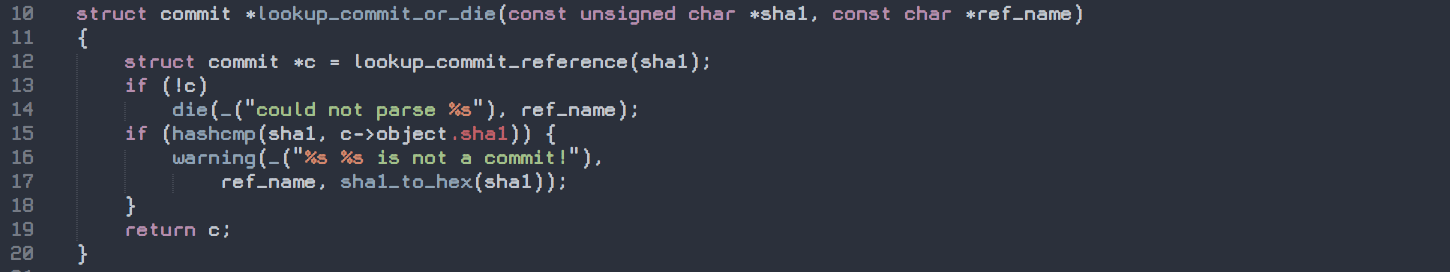 10 struct commit *lookup_commit_or_die(const unsigned char *sha1, const char *ref_name)
11 {
12     struct commit *c = lookup_commit_reference(sha1);
13     if (!c)
14         die(_("could not parse %s"), ref_name);
15     if (hashcmp(sha1, c->object.sha1)) {
16         warning(_("%s %s is not a commit!"),
17             ref_name, sha1_to_hex(sha1));
18     }
19     return c;
20 }